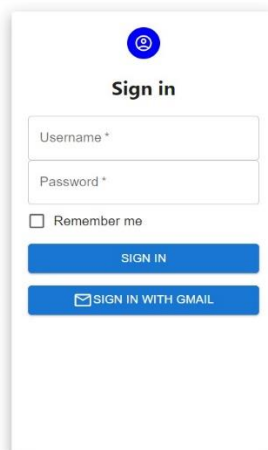 Sign in
Username *
Password *
Remember me
SIGN IN
SIGN IN WITH GMAIL